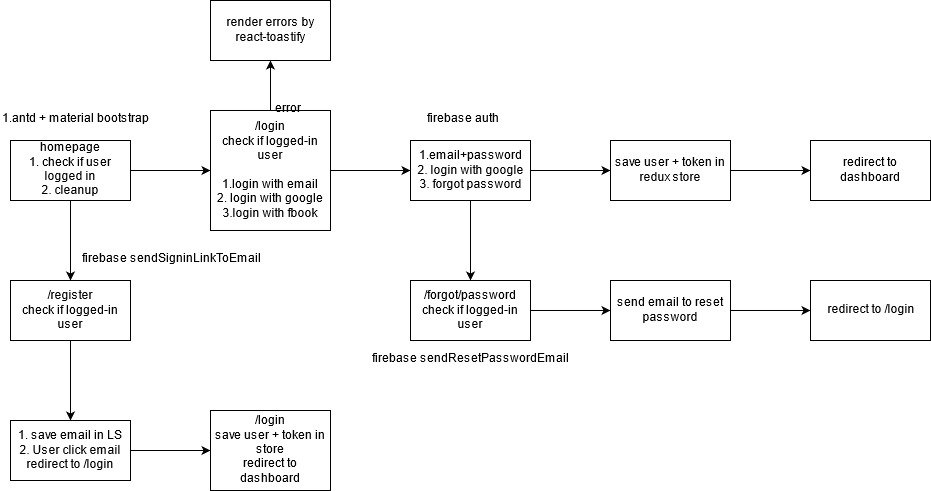 render errors by
react-toastify
error
1.antd + material bootstrap
homepage
1. check if user
logged in
2. cleanup
/login
check if logged-in
user
1.login with email
2. login with google
3.login with fbook
firebase auth
1.email+password
2. login with google
3. forgot password
save user + token in
redux store
redirect to
dashboard
firebase sendSigninLinkToEmail
/register
check if logged-in
user
/forgot/password
check if logged-in
user
send email to reset
password
redirect to /login
firebase sendResetPasswordEmail
1. save email in LS
2. User click email
redirect to /login
/login
save user + token in
store
redirect to
dashboard